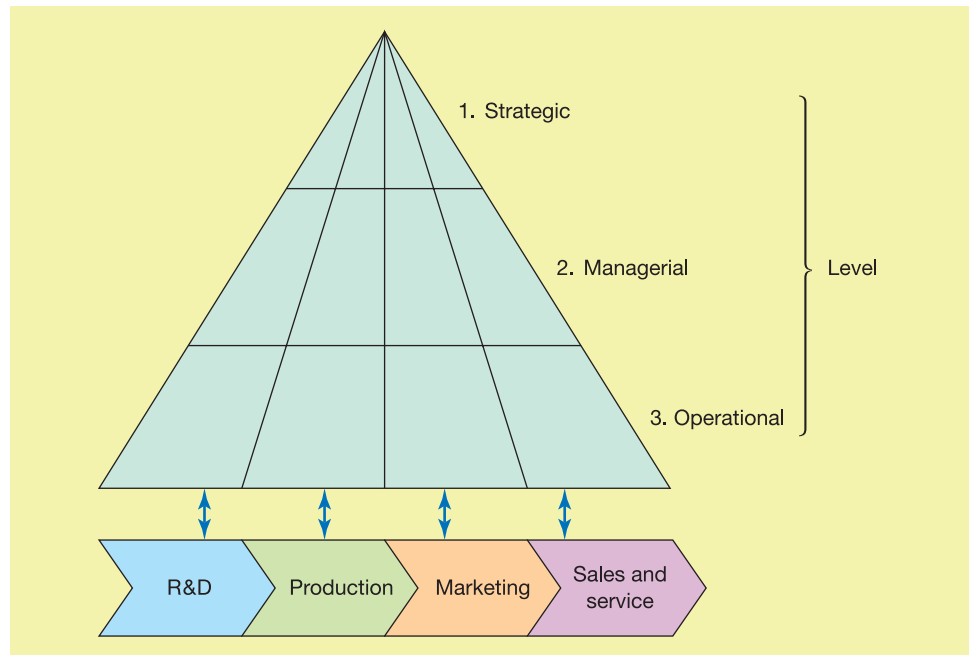 1. Strategic
2. Managerial
Level
3. Operational
R&D
Production
Marketing
Sales and
service